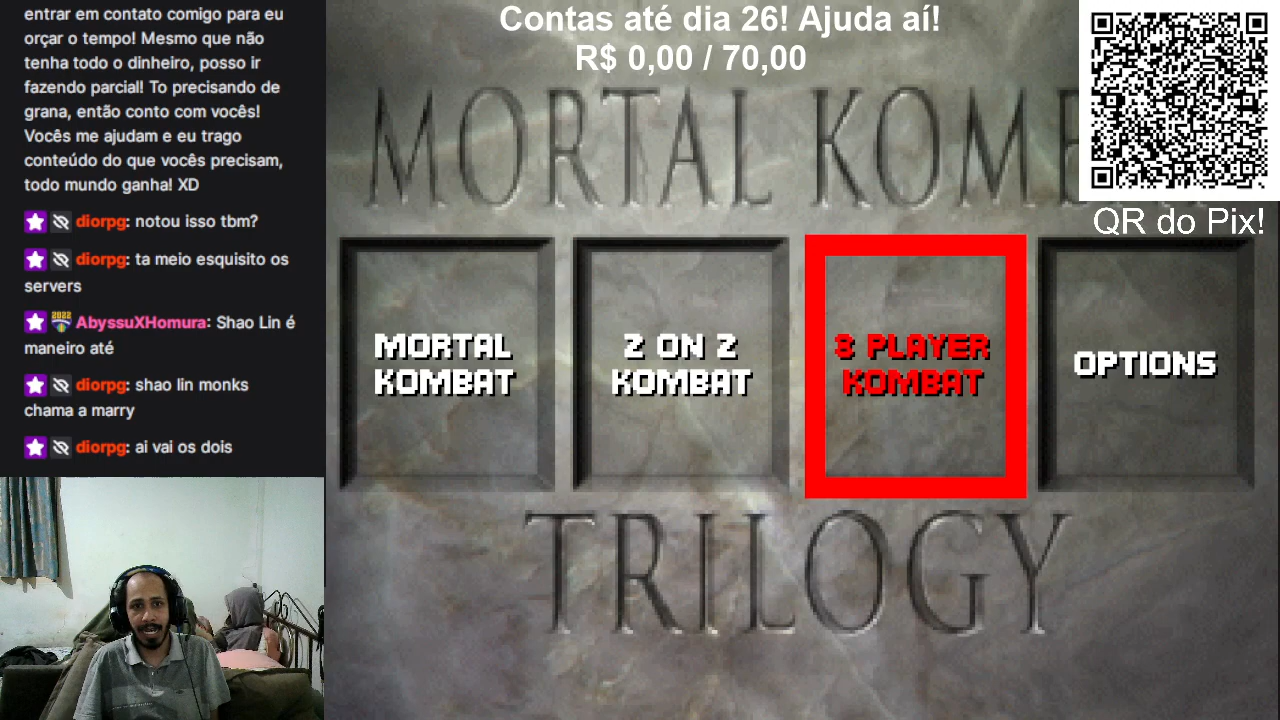 entrar em contato comigo para eu
orçar o tempo! Mesmo que não
tenha todo o dinheiro, posso ir
fazendo parcial! To precisando de
grana, então conto com vocês!
Vocês me ajudam e eu trago
conteúdo do que vocês precisam,
todo mundo ganha! XD
diorpg: notou isso tbm?
diorpg: ta meio esquisito os
servers
2022 AbyssuXHomura: Shao Lin é
maneiro até
diorpg: shao lin monks
chama a marry
diorpg: ai vai os dois
Contas até dia 26! Ajuda aí!
R$ 0,00 / 70,00
QR do Pix!
MORTAL KOMB
MORTAL
KOMBAT
2 ON 2
KOMBAT
8 PLAYER
KOMBAT
OPTIONS
TRILOGY